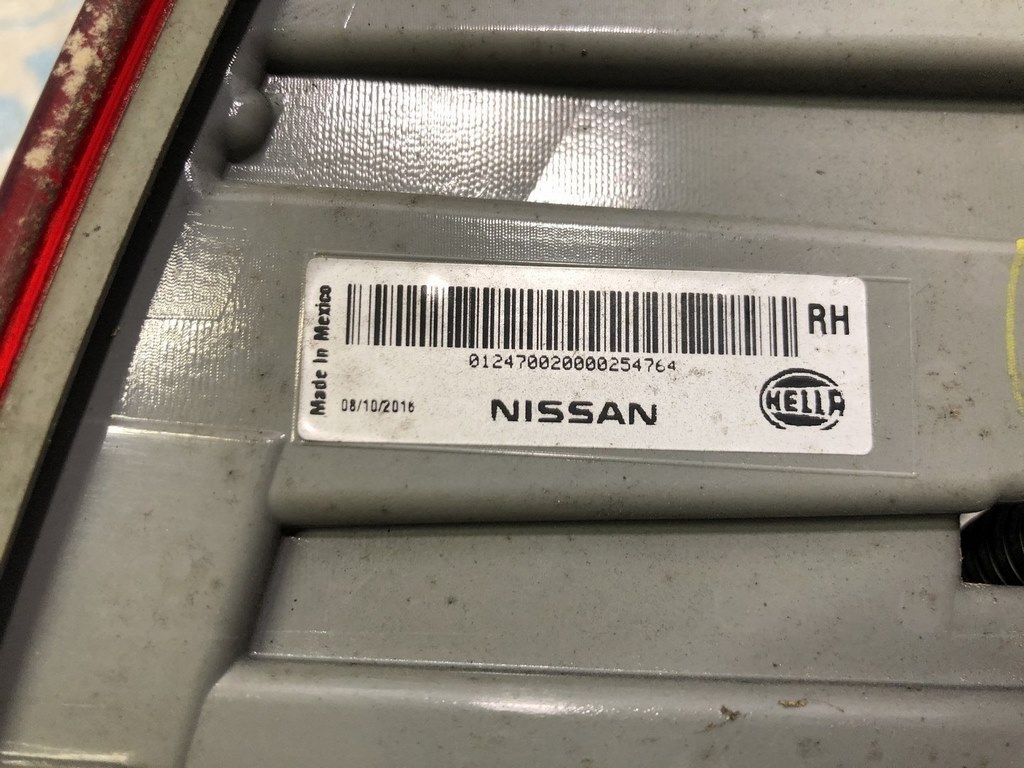 Made In Mexico
RH
012470020000254764
08/10/2016
NISSAN
HELLA